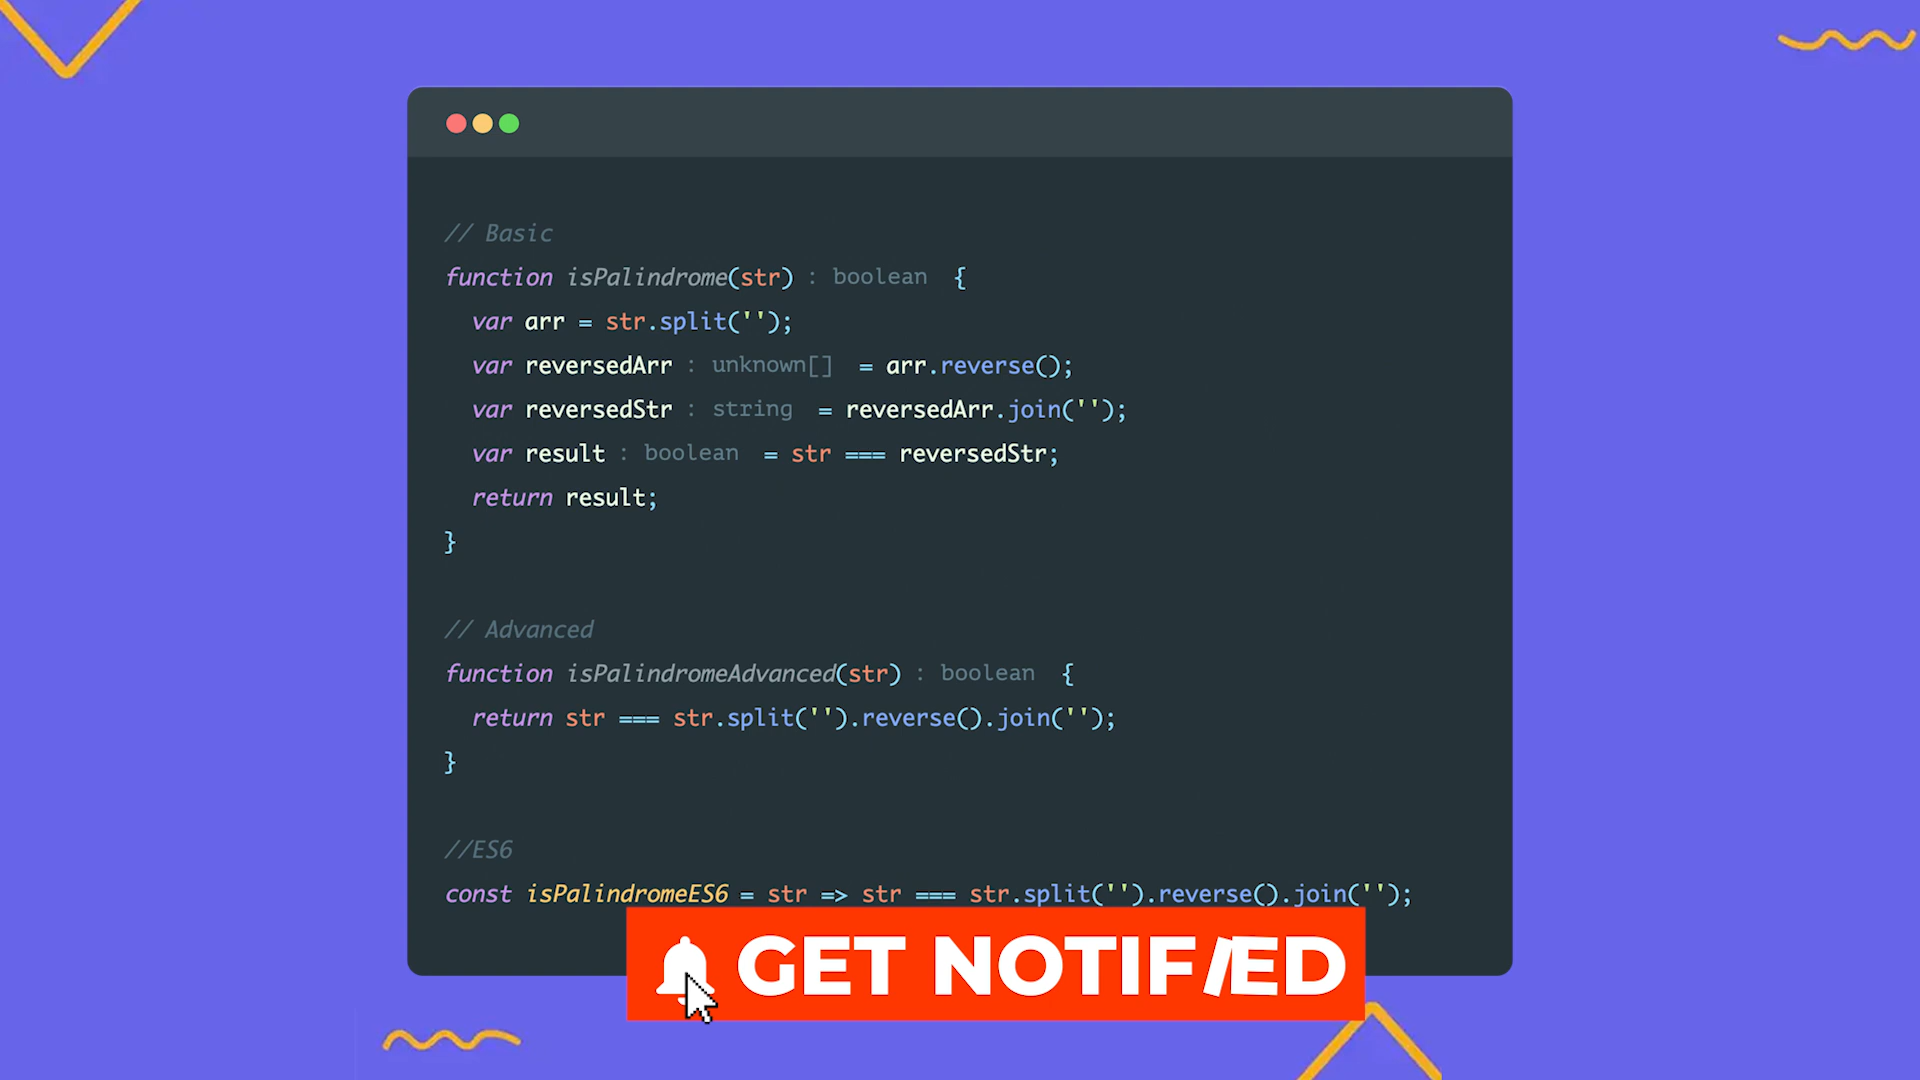 // Basic
function isPalindrome(str) : boolean {
var arr = str.split('');
var reversedArr : unknown[] = arr.reverse();
var reversedStr : string = reversedArr.join('');
var result : boolean = str === reversedStr;
return result;
}
// Advanced
function isPalindromeAdvanced(str) : boolean {
return str === str.split('').reverse().join('');
}
//ES6
const isPalindromeES6 = str => str === str.split('').reverse().join('');
GET NOTIFIED